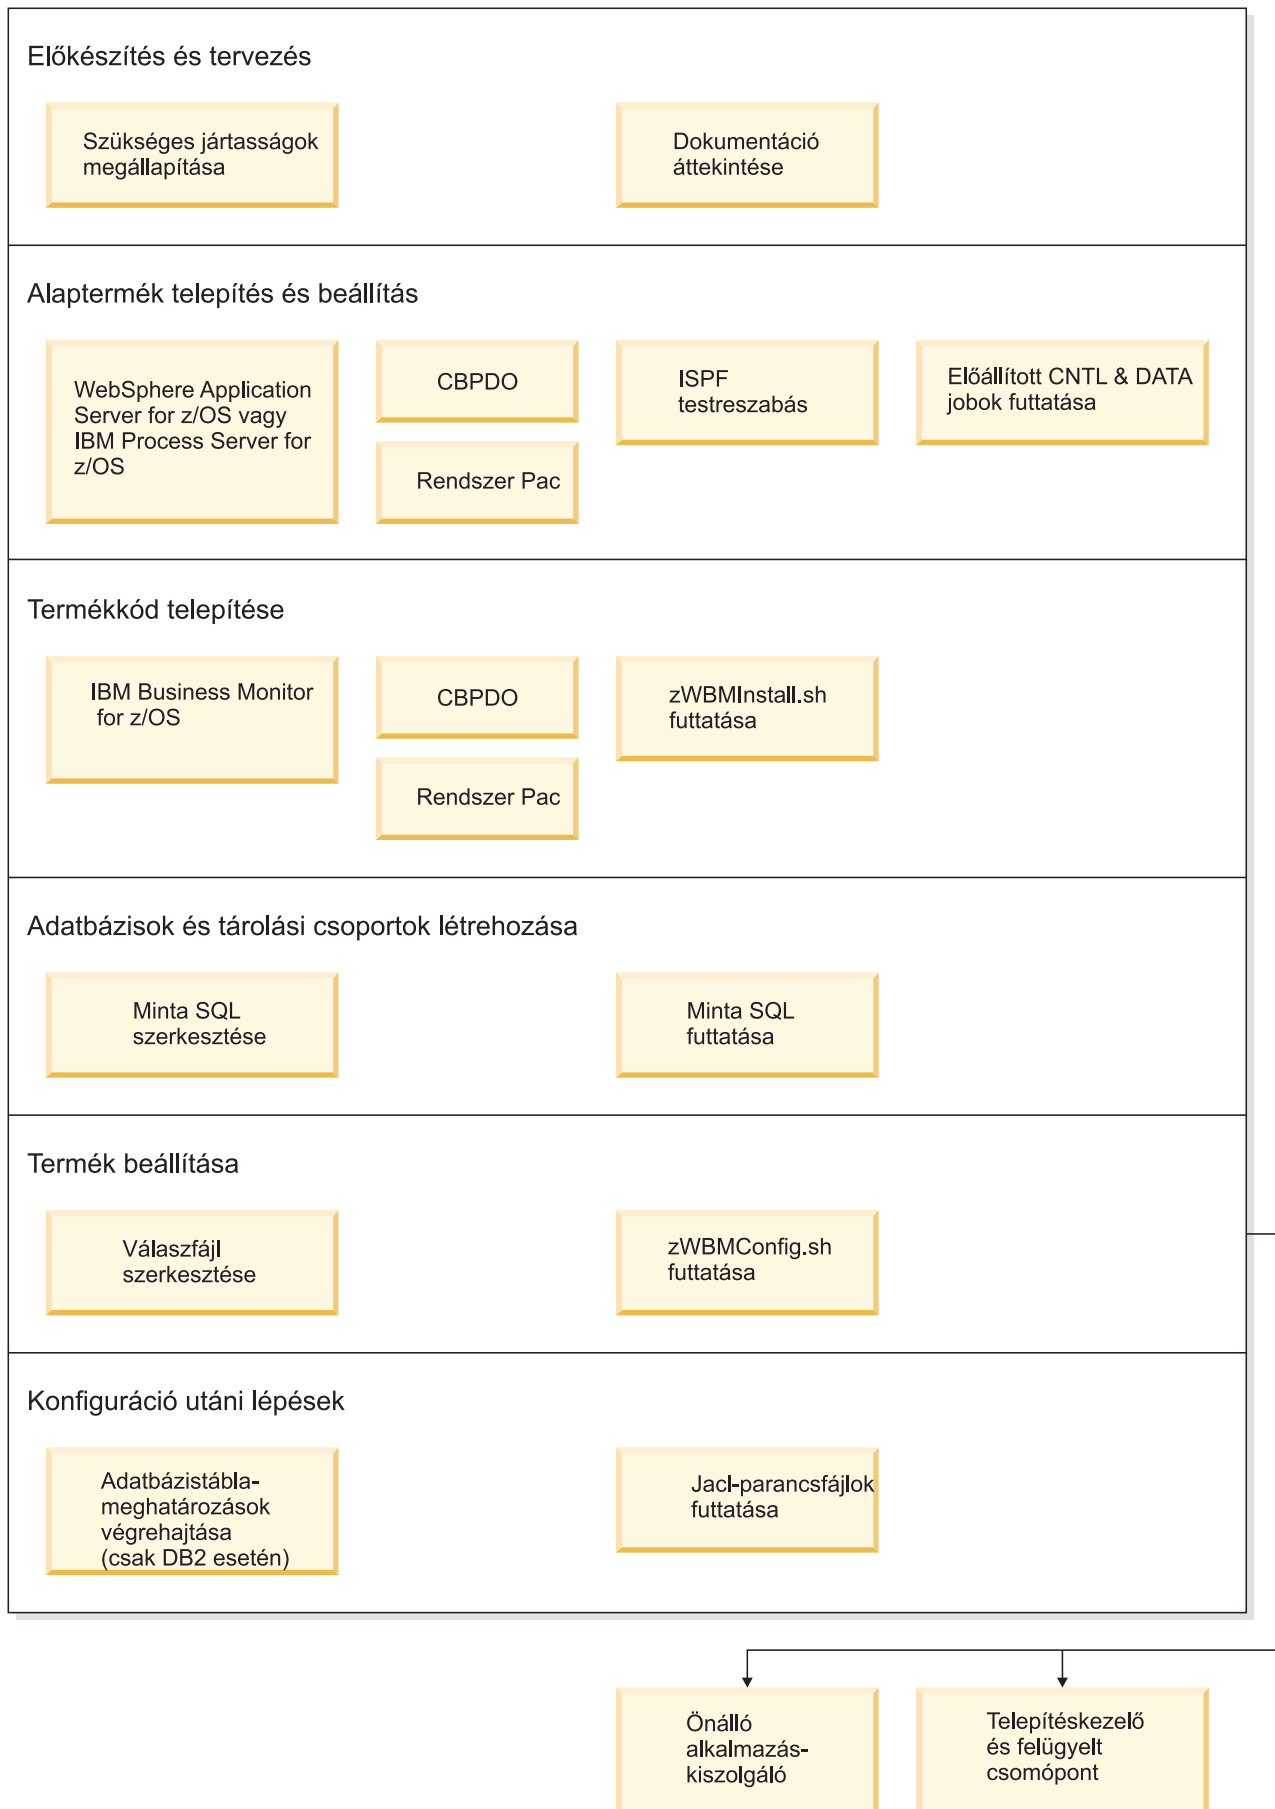 Előkészítés és tervezés
Szükséges jártasságok
megállapítása
Dokumentáció
áttekintése
Alaptermék telepítés és beállítás
WebSphere Application
Server for z/OS vagy
IBM Process Server for
z/OS
CBPDO
Rendszer Pac
ISPF
testreszabás
Előállított CNTL & DATA
jobok futtatása
Termékkód telepítése
IBM Business Monitor
for z/OS
CBPDO
Rendszer Pac
zWBMInstall.sh
futtatása
Adatbázisok és tárolási csoportok létrehozása
Minta SQL
szerkesztése
Minta SQL
futtatása
Termék beállítása
Válaszfájl
szerkesztése
zWBMConfig.sh
futtatása
Konfiguráció utáni lépések
Adatbázistábla-
meghatározások
végrehajtása
(csak DB2 esetén)
Jacl-parancsfájlok
futtatása
Önálló
alkalmazás-
kiszolgáló
Telepítéskezelő
és felügyelt
csomópont